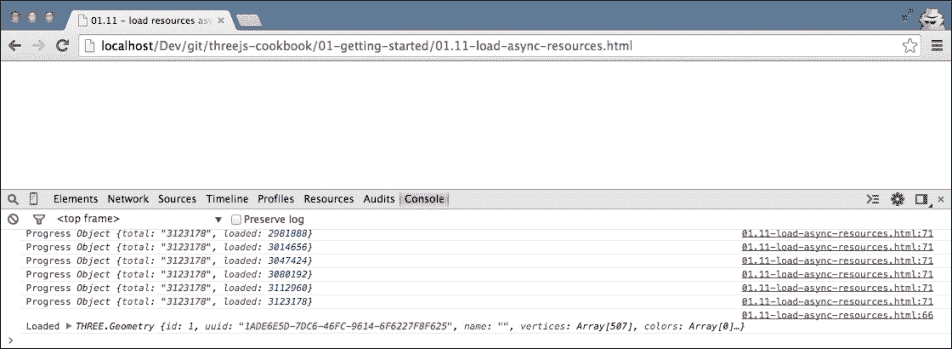 01.11 – load resources asy
localhost/Dev/git/threejs-cookbook/01-getting-started/01.11-load-async-resources.html
Elements Network Sources Timeline Profiles Resources Audits Console
<top frame> Preserve log
Progress Object {total: "3123178", loaded: 2981888} 01.11-load-async-resources.html:71
Progress Object {total: "3123178", loaded: 3014656} 01.11-load-async-resources.html:71
Progress Object {total: "3123178", loaded: 3047424} 01.11-load-async-resources.html:71
Progress Object {total: "3123178", loaded: 3080192} 01.11-load-async-resources.html:71
Progress Object {total: "3123178", loaded: 3112960} 01.11-load-async-resources.html:71
Progress Object {total: "3123178", loaded: 3123178} 01.11-load-async-resources.html:71
01.11-load-async-resources.html:66
Loaded ▶ THREE.Geometry {id: 1, uuid: "1ADE6E5D-7DC6-46FC-9614-6F6227F8F625", name: "", vertices: Array[507], colors: Array[0]…}